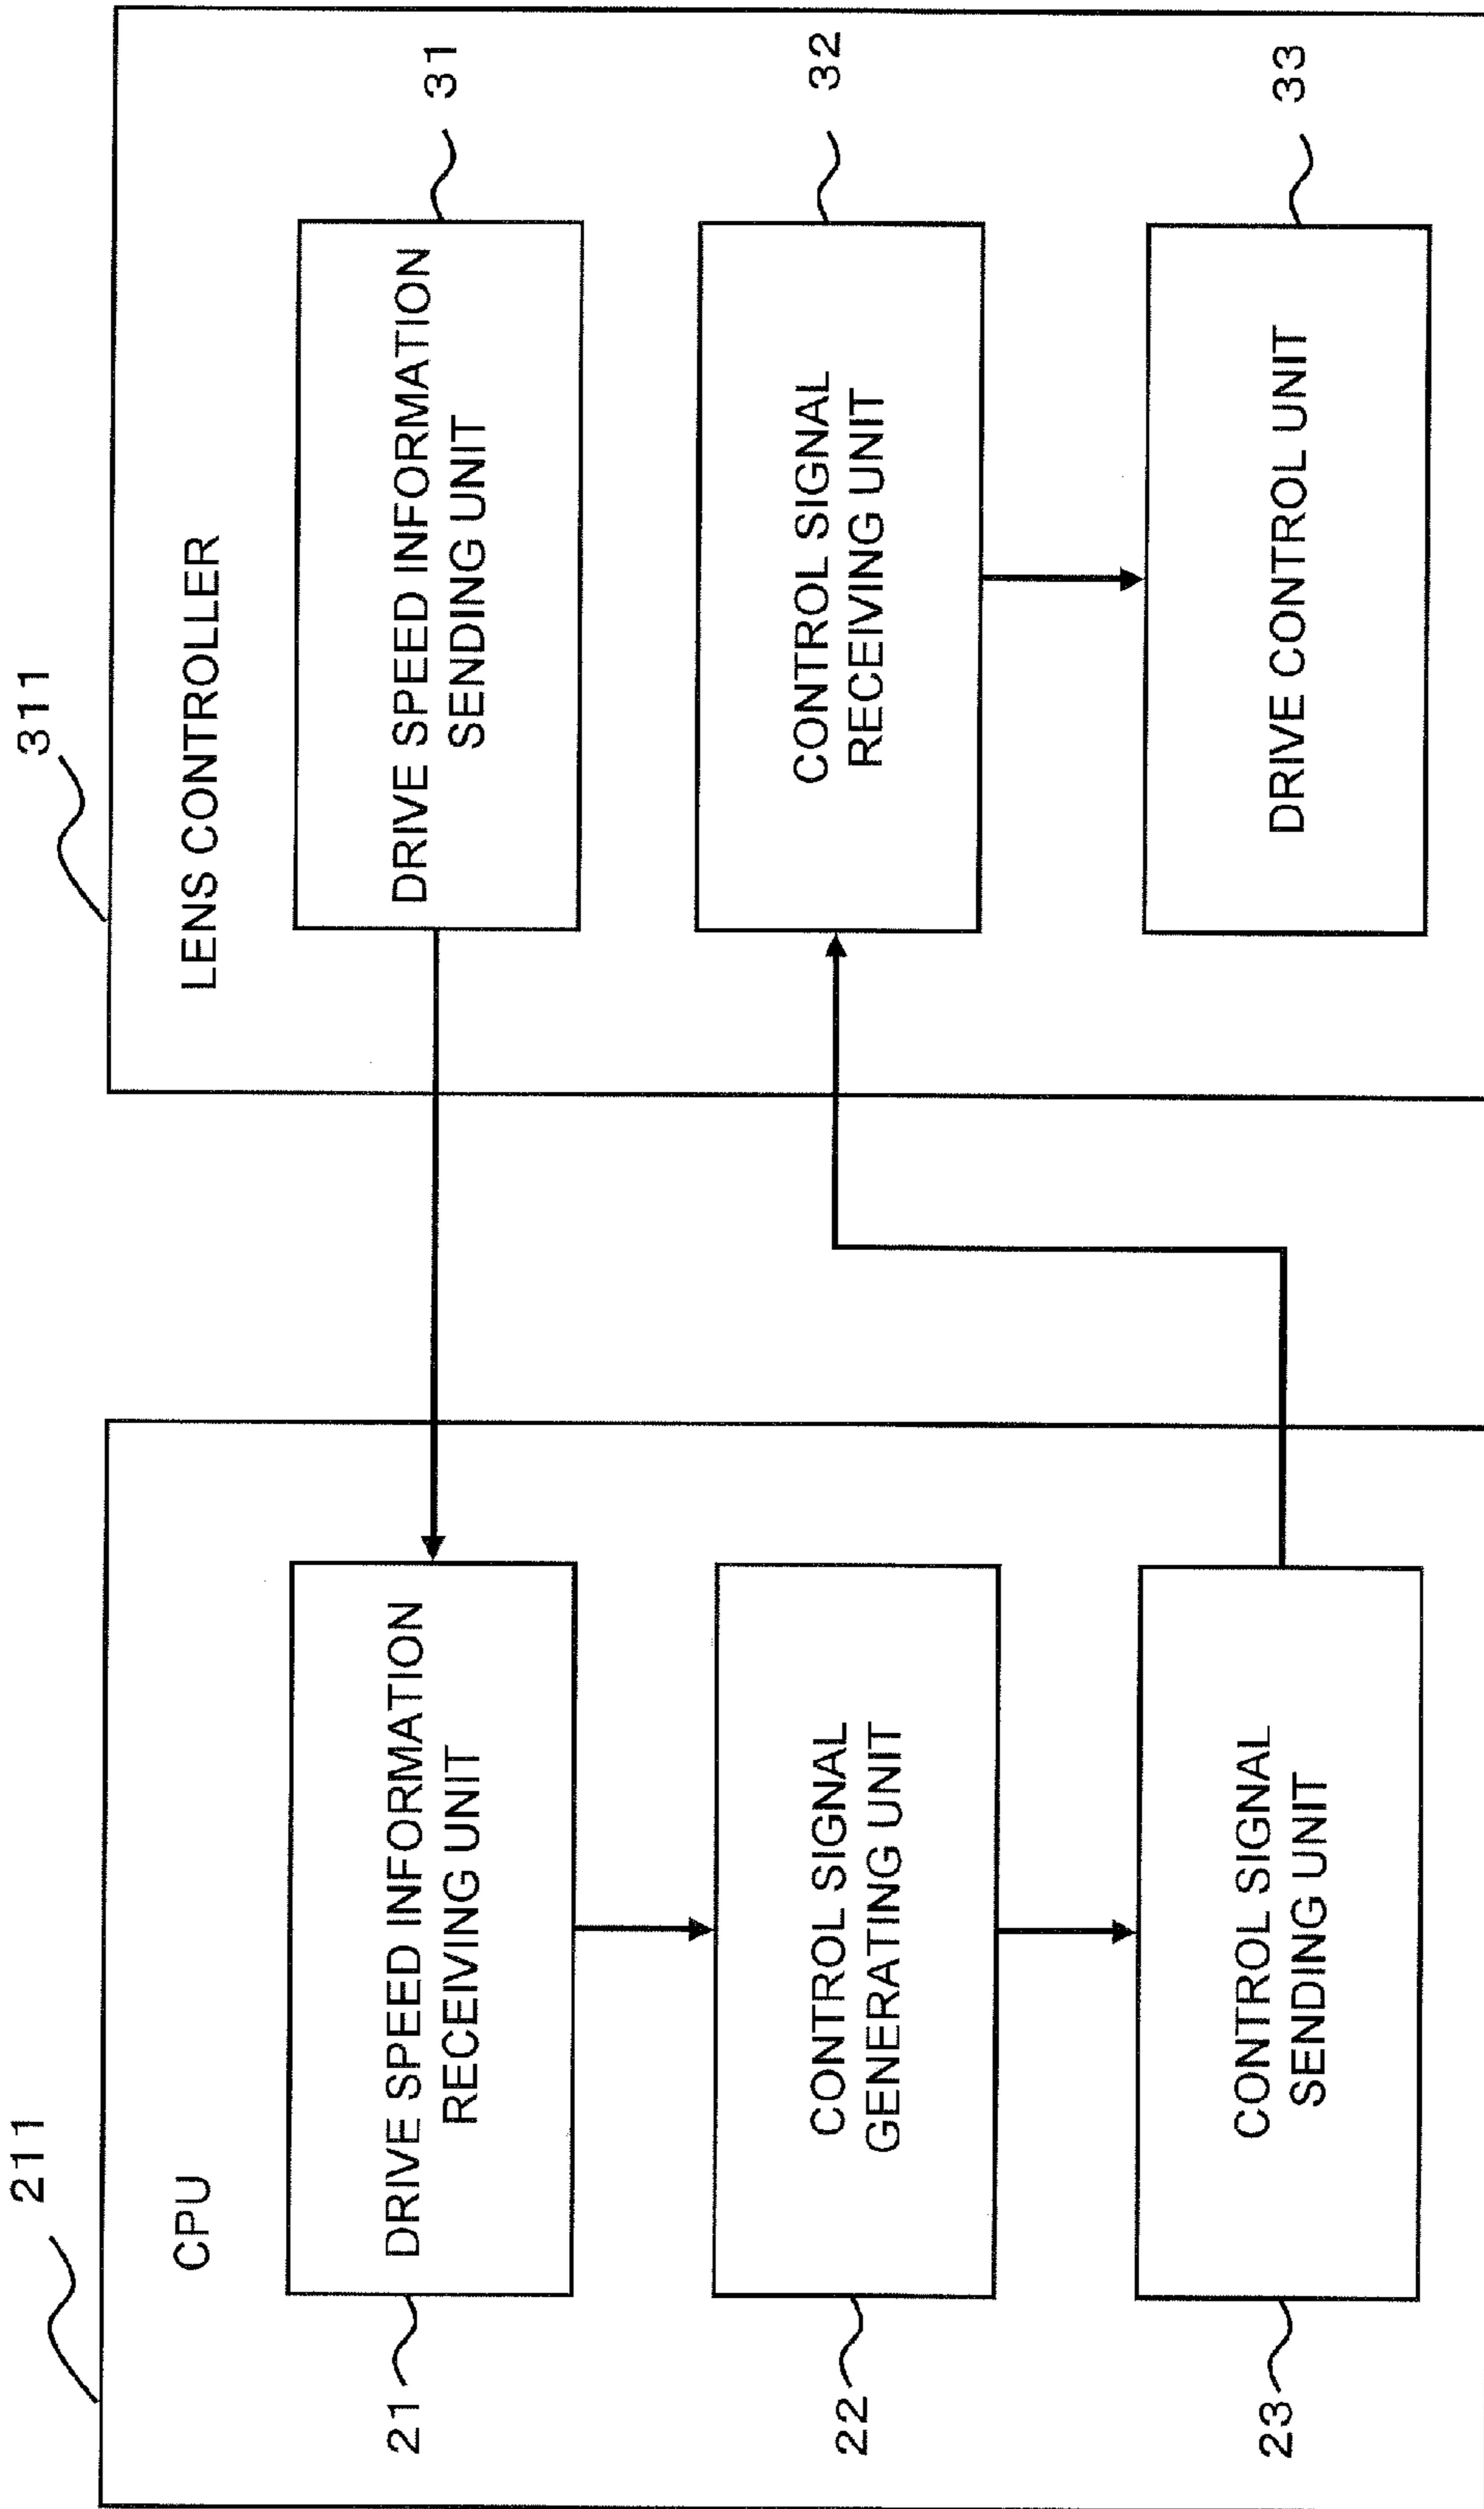 211
CPU
21
DRIVE SPEED INFORMATION
RECEIVING UNIT
22
CONTROL SIGNAL
GENERATING UNIT
23
CONTROL SIGNAL
SENDING UNIT
311
LENS CONTROLLER
DRIVE SPEED INFORMATION
SENDING UNIT
31
CONTROL SIGNAL
RECEIVING UNIT
32
DRIVE CONTROL UNIT
33